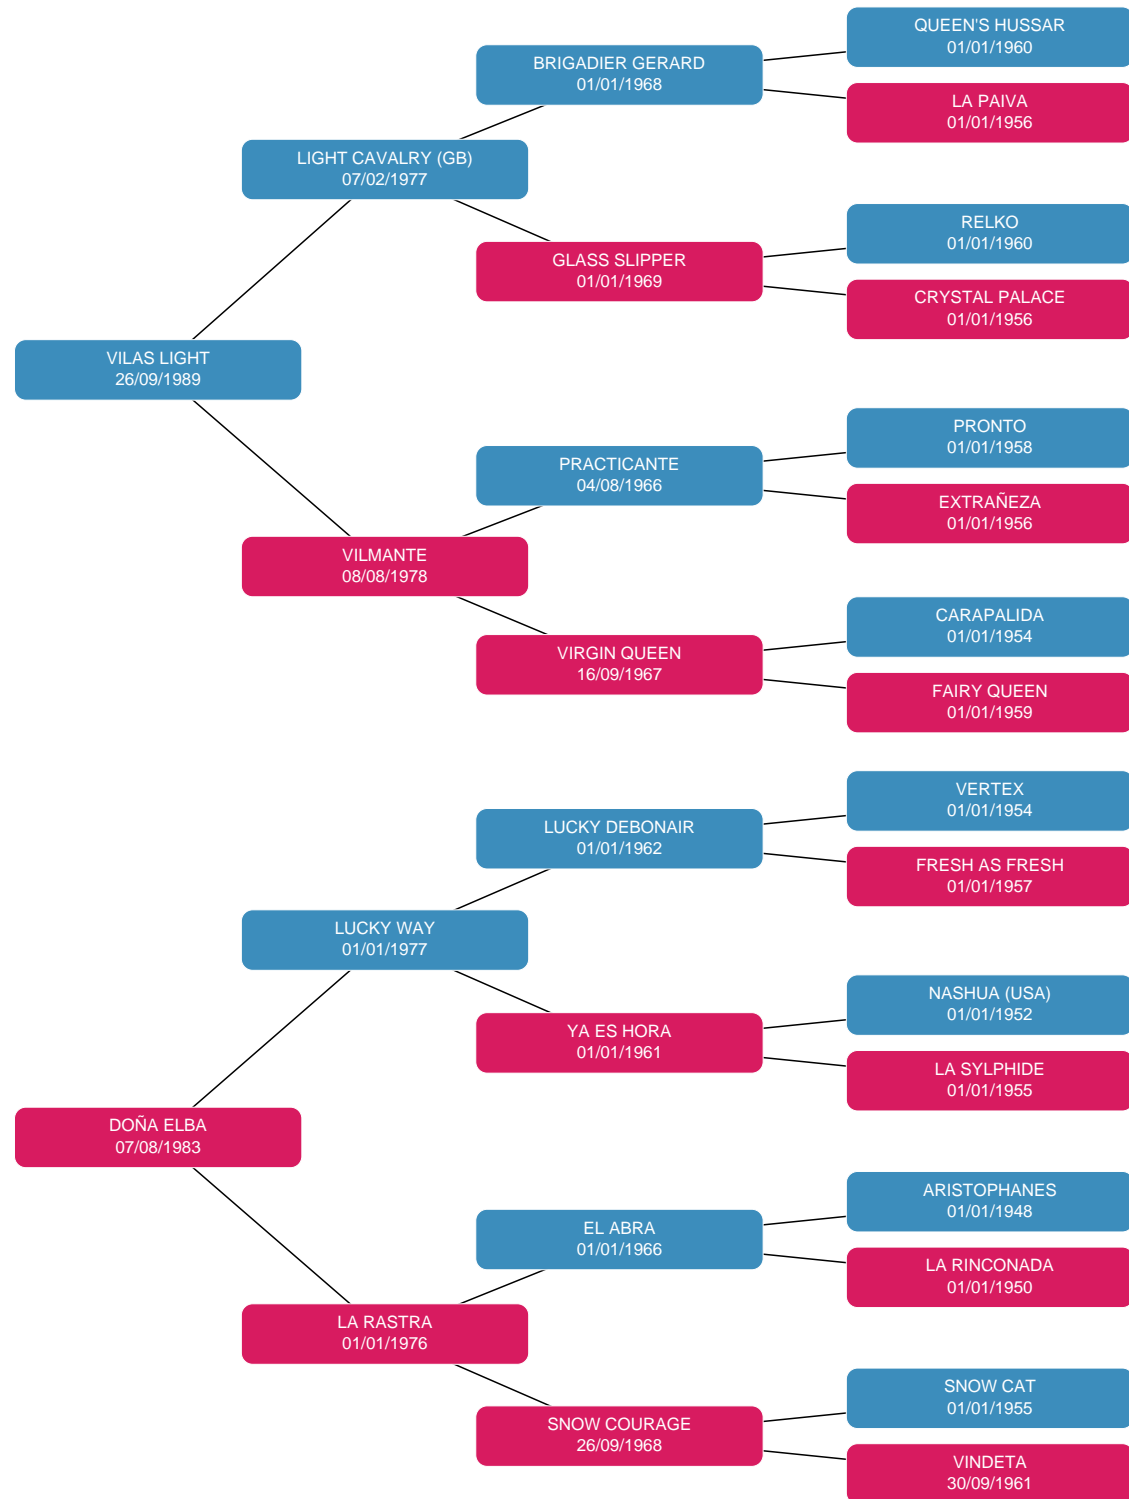 QUEEN'S HUSSAR
01/01/1960
BRIGADIER GERARD
01/01/1968
LA PAIVA
01/01/1956
LIGHT CAVALRY (GB)
07/02/1977
RELKO
01/01/1960
GLASS SLIPPER
01/01/1969
CRYSTAL PALACE
01/01/1956
VILAS LIGHT
26/09/1989
PRONTO
01/01/1958
PRACTICANTE
04/08/1966
EXTRAÑEZA
01/01/1956
VILMANTE
08/08/1978
CARAPALIDA
01/01/1954
VIRGIN QUEEN
16/09/1967
FAIRY QUEEN
01/01/1959
VERTEX
01/01/1954
LUCKY DEBONAIR
01/01/1962
FRESH AS FRESH
01/01/1957
LUCKY WAY
01/01/1977
NASHUA (USA)
01/01/1952
YA ES HORA
01/01/1961
LA SYLPHIDE
01/01/1955
DOÑA ELBA
07/08/1983
ARISTOPHANES
01/01/1948
EL ABRA
01/01/1966
LA RINCONADA
01/01/1950
LA RASTRA
01/01/1976
SNOW CAT
01/01/1955
SNOW COURAGE
26/09/1968
VINDETA
30/09/1961